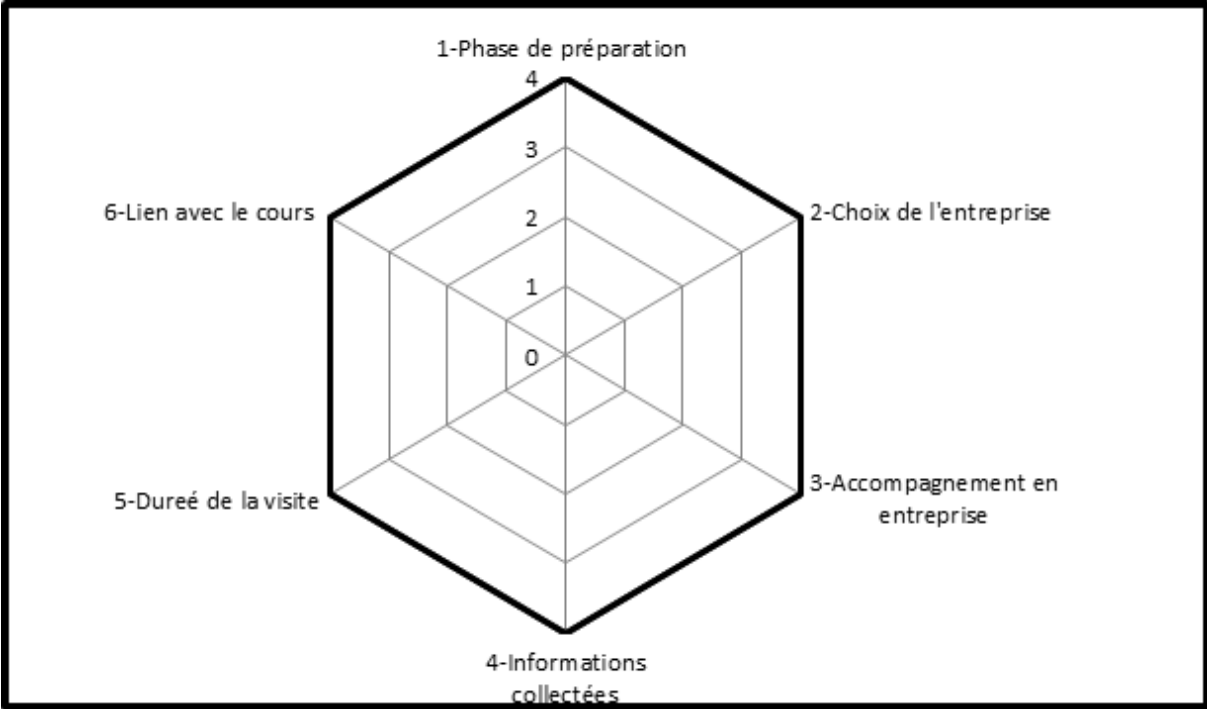 1-Phase de préparation
4
3
6-Lien avec le cours
2
2-Choix de l'entreprise
1
0
5-Dureé de la visite
3-Accompagnement en
entreprise
4-Informations
collectées